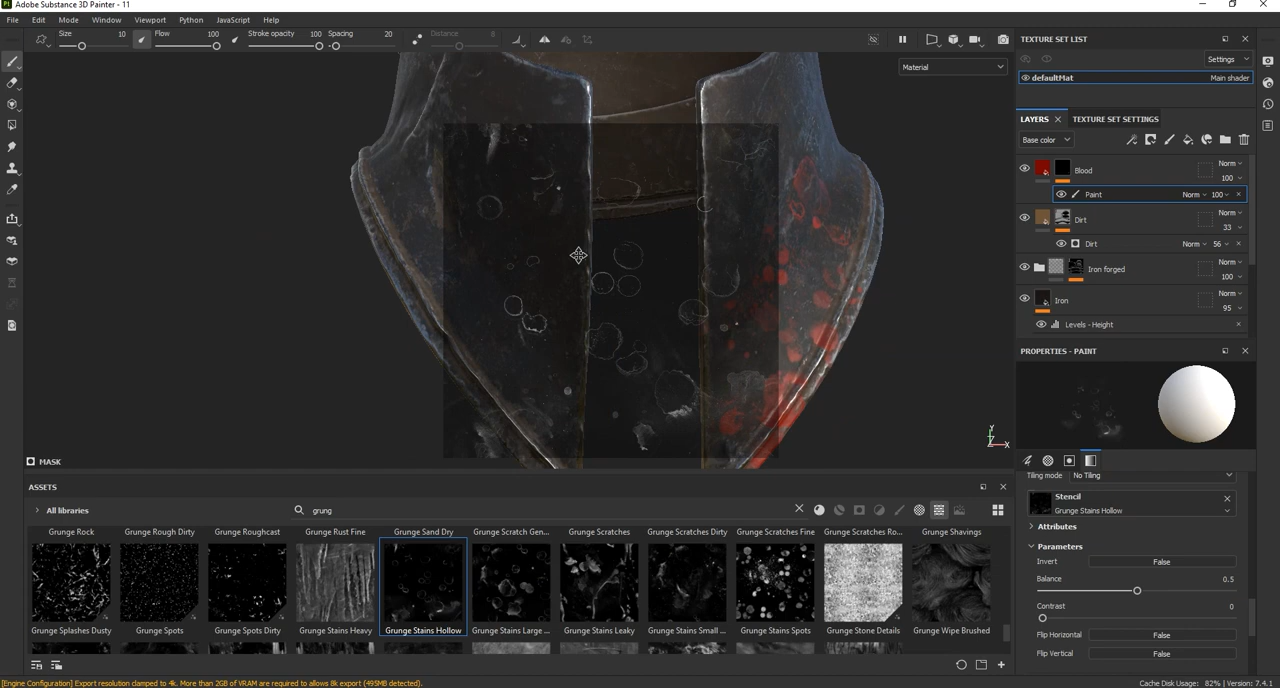 Adobe Substance 3D Painter - 11
File Edit Mode Window Viewport Python JavaScript Help
Size 10 Flow 100 Stroke opacity 100 Spacing 20 Distance 8
Material
TEXTURE SET LIST
Settings
defaultMat Main shader
LAYERS TEXTURE SET SETTINGS
Base color
Blood Norm 100
Paint Norm 100
Dirt Norm 33
Dirt Norm 56
Iron forged Norm 100
Iron Norm 95
Levels - Height
PROPERTIES - PAINT
Tiling mode No Tiling
Stencil
Grunge Stains Hollow
Attributes
Parameters
Invert False
Balance 0.5
Contrast 0
Flip Horizontal False
Flip Vertical False
Y
Z X
MASK
ASSETS
All libraries grung
Grunge Rock Grunge Rough Dirty Grunge Roughcast Grunge Rust Fine Grunge Sand Dry Grunge Scratch Gen... Grunge Scratches Grunge Scratches Dirty Grunge Scratches Fine Grunge Scratches Ro... Grunge Shavings
Grunge Splashes Dusty Grunge Spots Grunge Spots Dirty Grunge Stains Heavy Grunge Stains Hollow Grunge Stains Large ... Grunge Stains Leaky Grunge Stains Small ... Grunge Stains Spots Grunge Stone Details Grunge Wipe Brushed
[Engine Configuration] Export resolution clamped to 4k. More than 2GB of VRAM are required to allows 8k export (495MB detected).
Cache Disk Usage: 82% | Version: 7.4.1